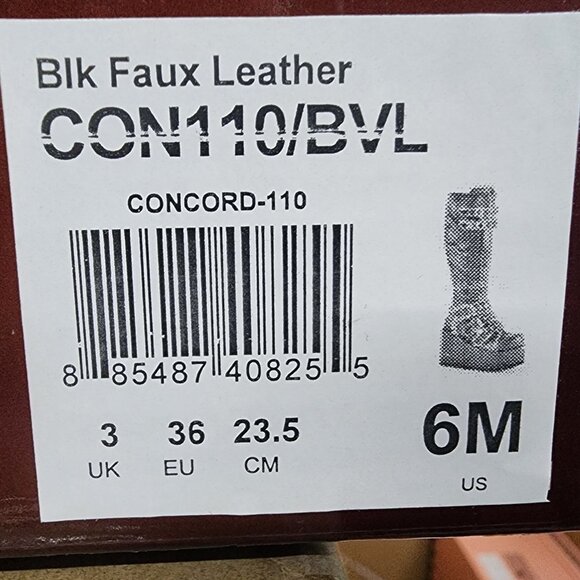 Blk Faux Leather
CON110/BVL
CONCORD-110
8 85487 40825 5
3 36 23.5 6M
UK EU CM US